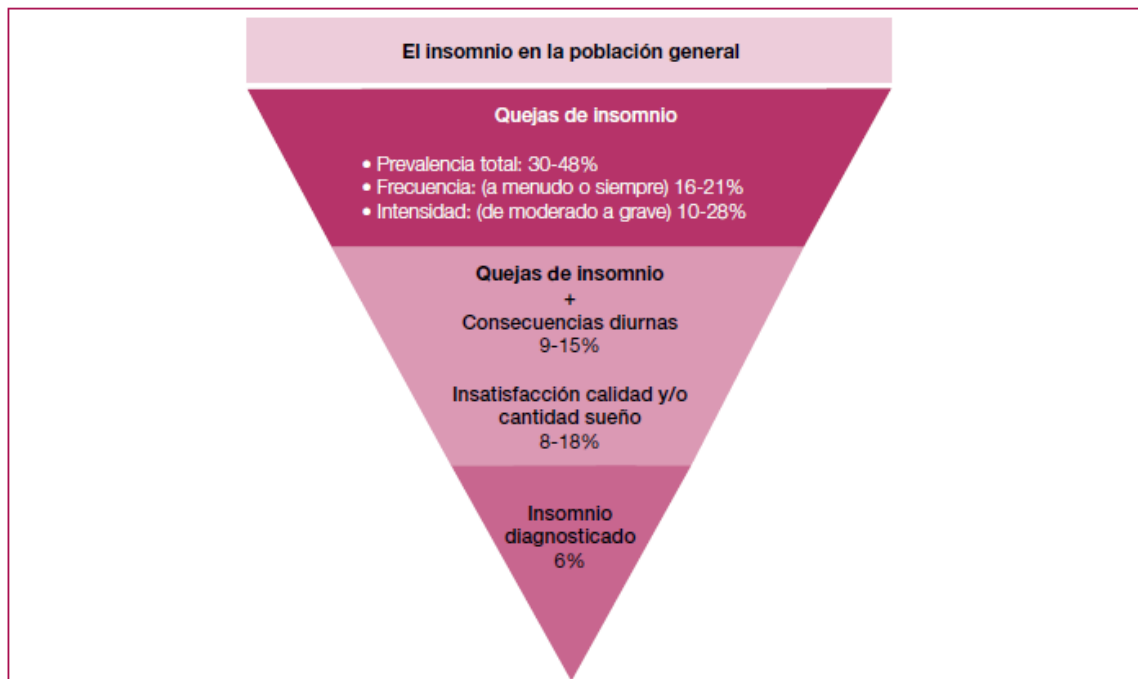 El insomnio en la población general
Quejas de insomnio
• Prevalencia total: 30-48%
• Frecuencia: (a menudo o siempre) 16-21%
• Intensidad: (de moderado a grave) 10-28%
Quejas de insomnio
+
Consecuencias diurnas
9-15%
Insatisfacción calidad y/o
cantidad sueño
8-18%
Insomnio
diagnosticado
6%